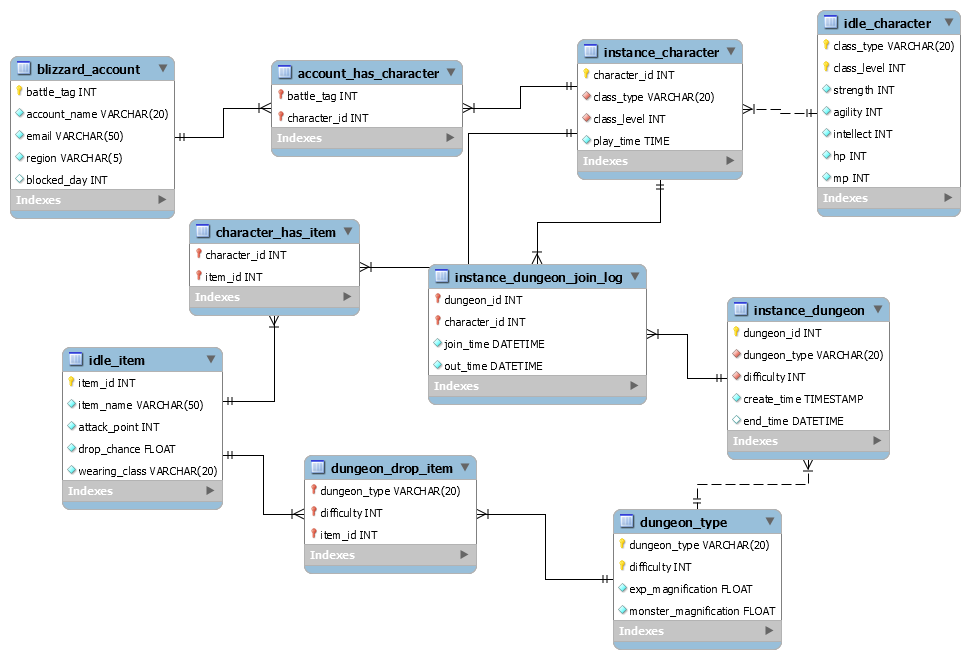 blizzard_account
battle_tag INT
account_name VARCHAR(20)
email VARCHAR(50)
region VARCHAR(5)
blocked_day INT
Indexes
account_has_character
battle_tag INT
character_id INT
Indexes
instance_character
character_id INT
class_type VARCHAR(20)
class_level INT
play_time TIME
Indexes
idle_character
class_type VARCHAR(20)
class_level INT
strength INT
agility INT
intellect INT
hp INT
mp INT
Indexes
character_has_item
character_id INT
item_id INT
Indexes
instance_dungeon_join_log
dungeon_id INT
character_id INT
join_time DATETIME
out_time DATETIME
Indexes
instance_dungeon
dungeon_id INT
dungeon_type VARCHAR(20)
difficulty INT
create_time TIMESTAMP
end_time DATETIME
Indexes
idle_item
item_id INT
item_name VARCHAR(50)
attack_point INT
drop_chance FLOAT
wearing_class VARCHAR(20)
Indexes
dungeon_drop_item
dungeon_type VARCHAR(20)
difficulty INT
item_id INT
Indexes
dungeon_type
dungeon_type VARCHAR(20)
difficulty INT
exp_magnification FLOAT
monster_magnification FLOAT
Indexes